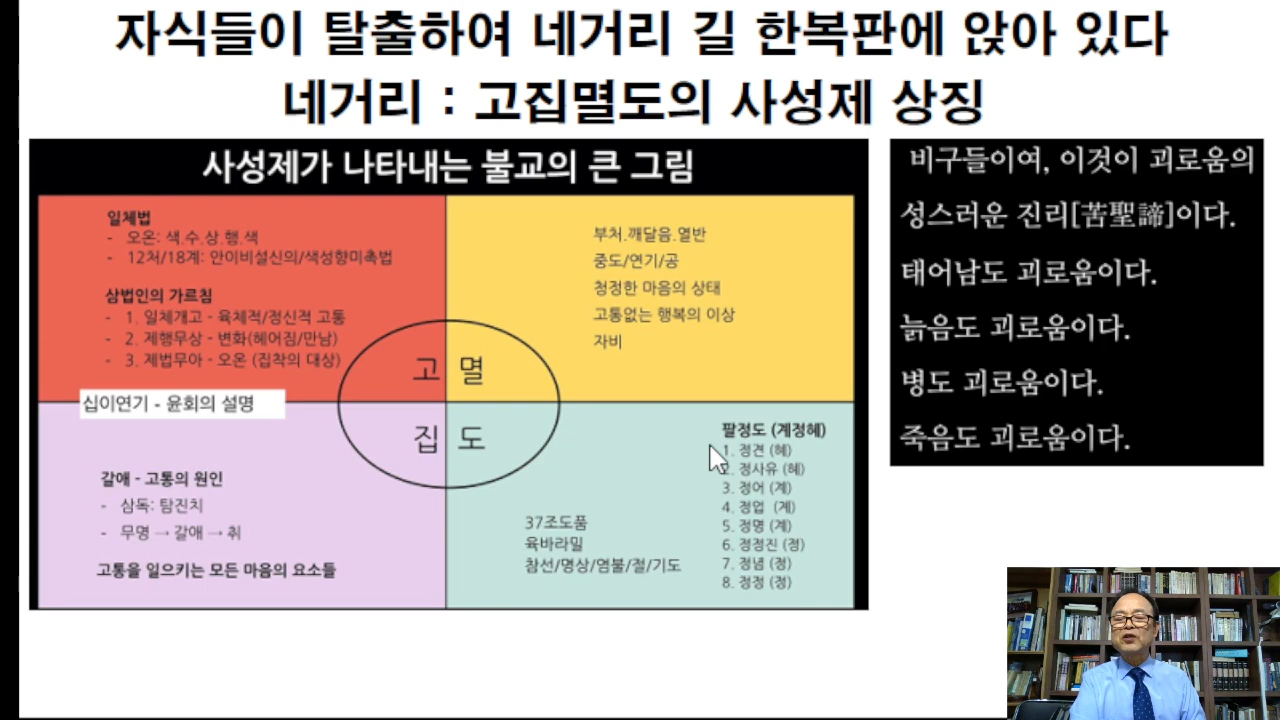 자식들이 탈출하여 네거리 길 한복판에 앉아 있다
네거리 : 고집멸도의 사성제 상징
사성제가 나타내는 불교의 큰 그림
일체법
- 오온: 색.수.상.행.색
- 12처/18계: 안이비설신의/색성향미촉법
삼법인의 가르침
- 1. 일체개고 - 육체적/정신적 고통
- 2. 제행무상 - 변화(헤어짐/만남)
- 3. 제법무아 - 오온 (집착의 대상)
십이연기 - 윤회의 설명
부처.깨달음.열반
중도/연기/공
청정한 마음의 상태
고통없는 행복의 이상
자비
고 멸
집 도
갈애 - 고통의 원인
- 삼독: 탐진치
- 무명 → 갈애 → 취
고통을 일으키는 모든 마음의 요소들
37조도품
육바라밀
참선/명상/염불/절/기도
팔정도 (계정혜)
1. 정견 (혜)
2. 정사유 (혜)
3. 정어 (계)
4. 정업 (계)
5. 정명 (계)
6. 정정진 (정)
7. 정념 (정)
8. 정정 (정)
비구들이여, 이것이 괴로움의
성스러운 진리[苦聖諦]이다.
태어남도 괴로움이다.
늙음도 괴로움이다.
병도 괴로움이다.
죽음도 괴로움이다.